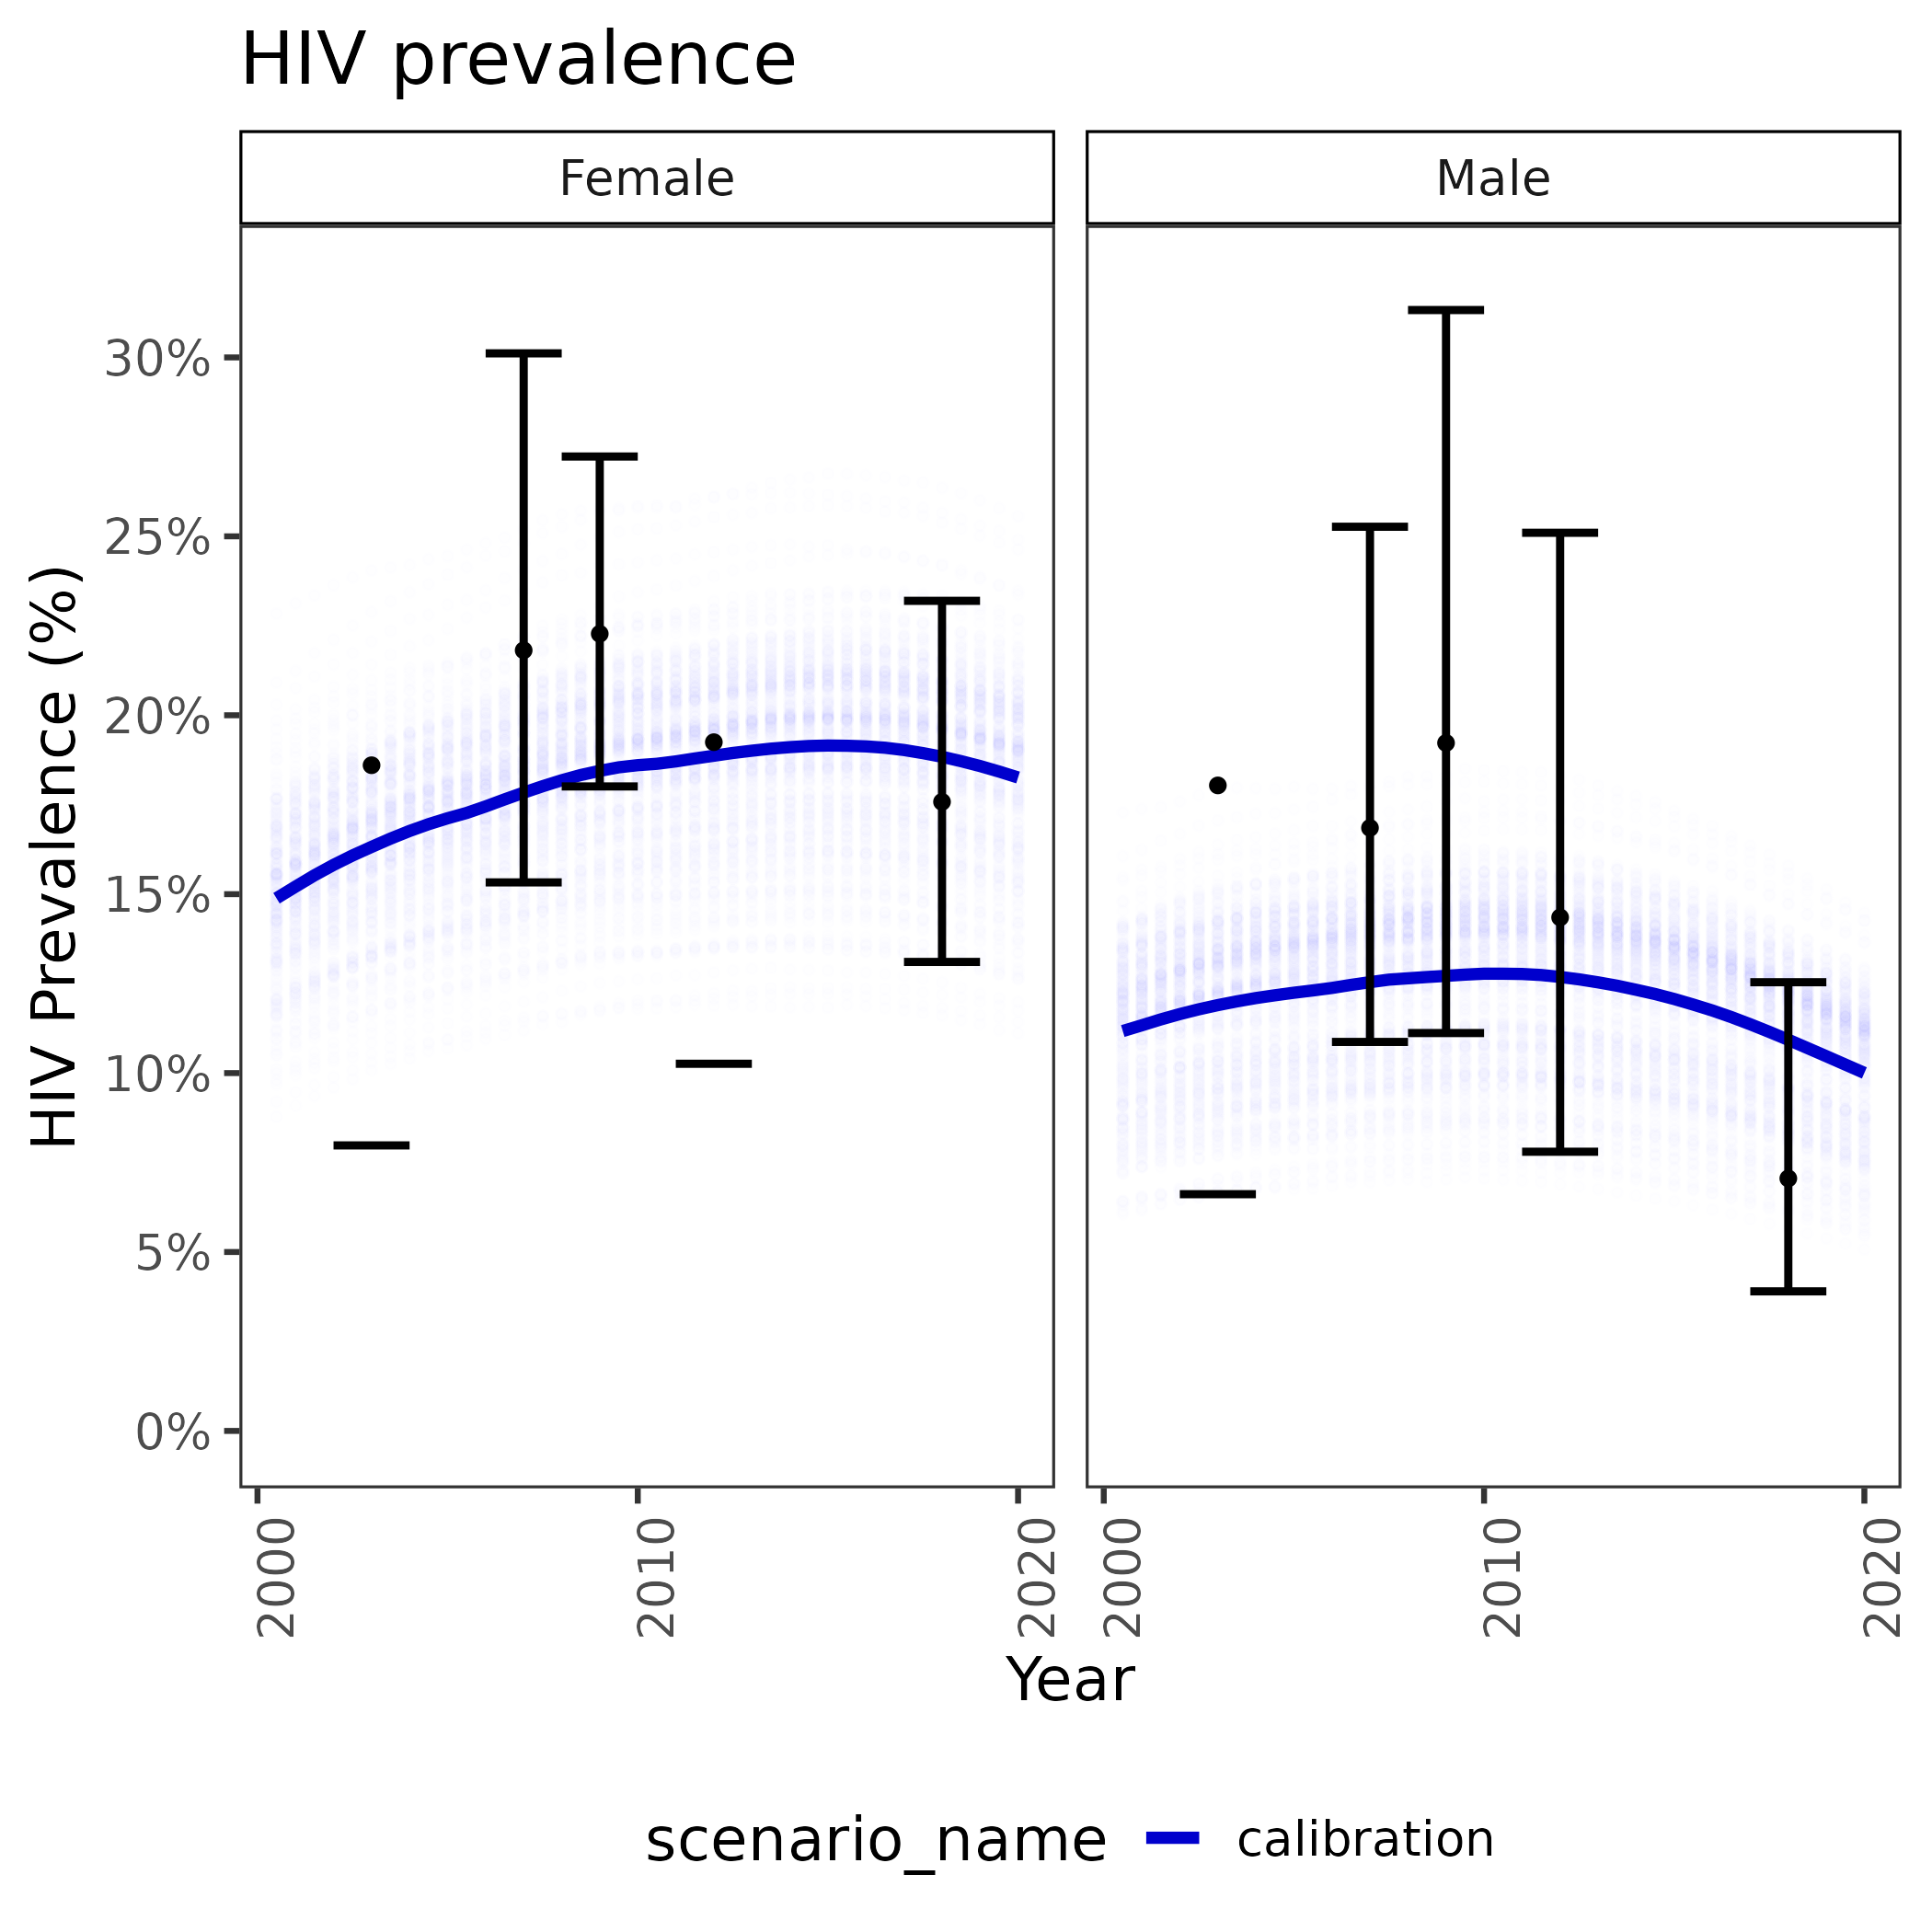 HIV prevalence
Female
Male
HIV Prevalence (%)
30%
25%
20%
15%
10%
5%
0%
2000
2010
2020
2000
2010
2020
Year
scenario_name
calibration